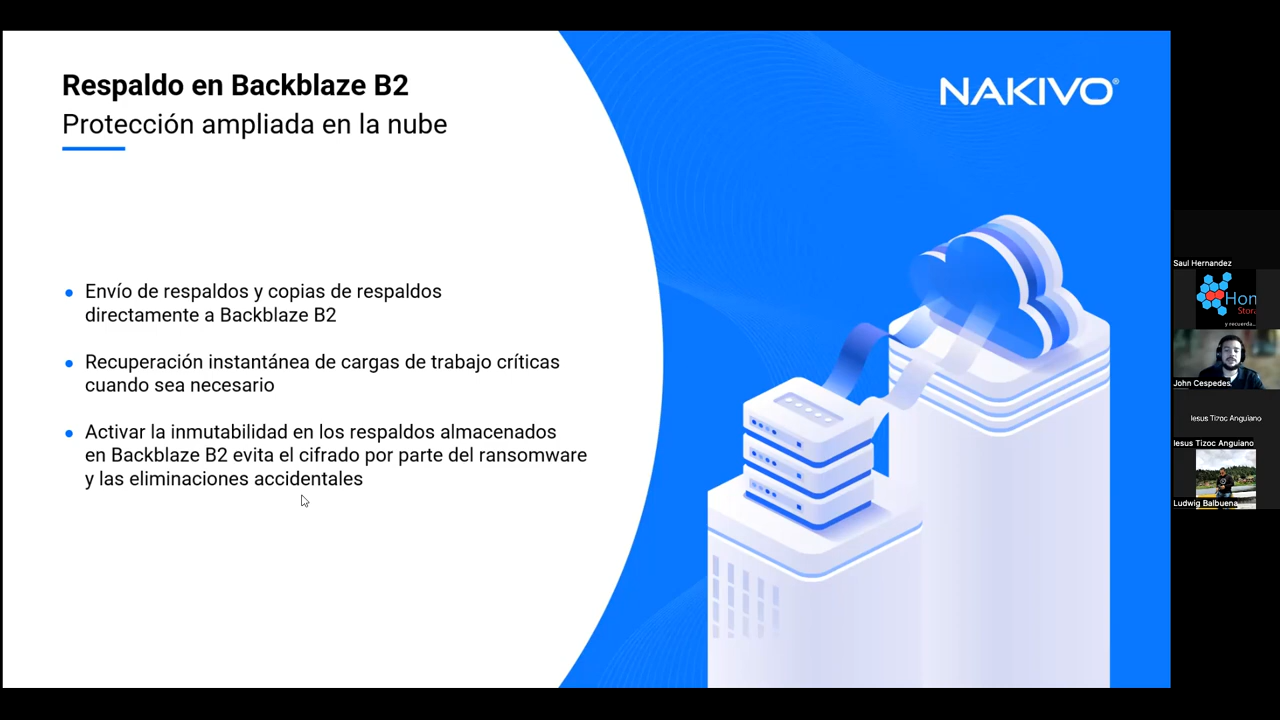 Respaldo en Backblaze B2
Protección ampliada en la nube
NAKIVO®
• Envío de respaldos y copias de respaldos
directamente a Backblaze B2
• Recuperación instantánea de cargas de trabajo críticas
cuando sea necesario
• Activar la inmutabilidad en los respaldos almacenados
en Backblaze B2 evita el cifrado por parte del ransomware
y las eliminaciones accidentales
Saul Hernandez
Hon
Stora
y recuerda...
John Cespedes
Iesus Tizoc Anguiano
Iesus Tizoc Anguiano
Ludwig Balbuena